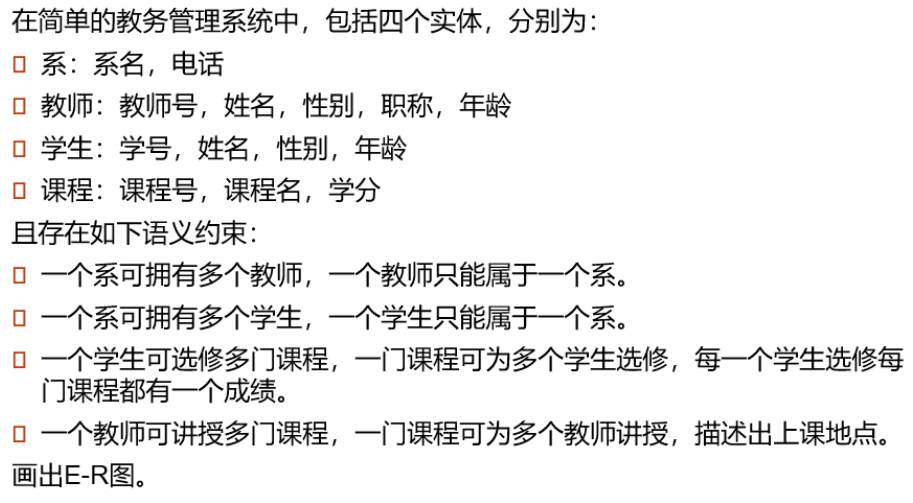 在简单的教务管理系统中，包括四个实体，分别为：
系：系名，电话
教师：教师号，姓名，性别，职称，年龄
学生：学号，姓名，性别，年龄
课程：课程号，课程名，学分
且存在如下语义约束：
一个系可拥有多个教师，一个教师只能属于一个系。
一个系可拥有多个学生，一个学生只能属于一个系。
一个学生可选修多门课程，一门课程可为多个学生选修，每一个学生选修每
门课程都有一个成绩。
一个教师可讲授多门课程，一门课程可为多个教师讲授，描述出上课地点。
画出E-R图。